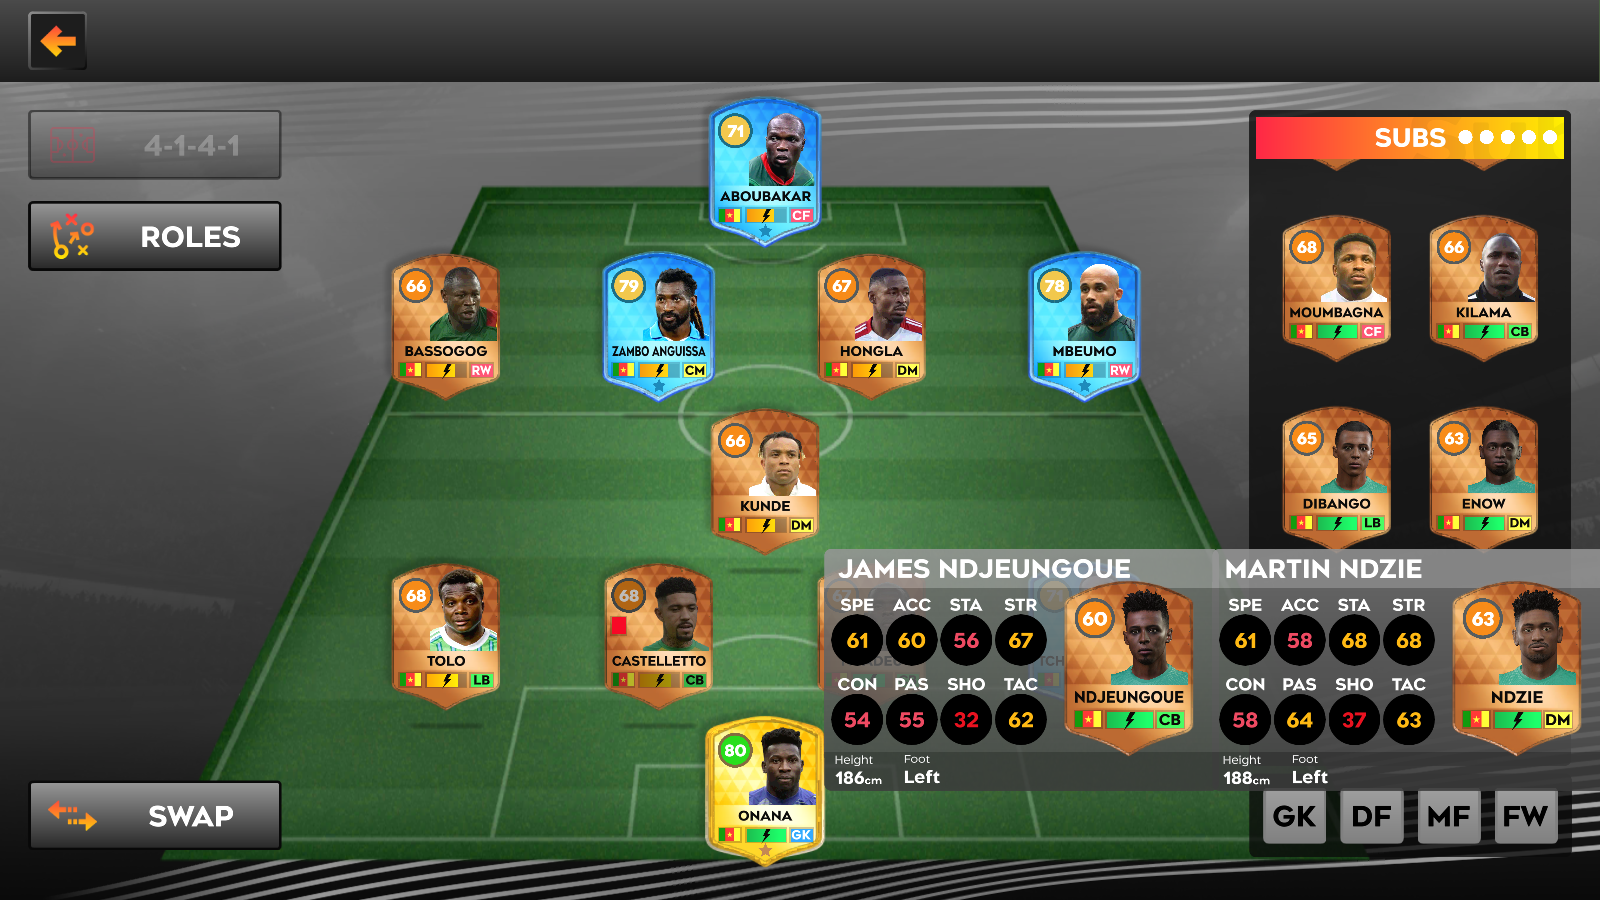 4-1-4-1
ROLES
SWAP
71
ABOUBAKAR
CF
66
BASSOGOG
RW
79
ZAMBO ANGUISSA
CM
67
HONGLA
DM
78
MBEUMO
RW
66
KUNDE
DM
68
TOLO
LB
68
CASTELLETTO
CB
80
ONANA
GK
SUBS
68
MOUMBAGNA
CF
66
KILAMA
CB
65
DIBANGO
LB
63
ENOW
DM
JAMES NDJEUNGOUE
SPE ACC STA STR
61 60 56 67
CON PAS SHO TAC
54 55 32 62
Height Foot
186cm Left
60
NDJEUNGOUE
CB
MARTIN NDZIE
SPE ACC STA STR
61 58 68 68
CON PAS SHO TAC
58 64 37 63
Height Foot
188cm Left
63
NDZIE
DM
GK DF MF FW